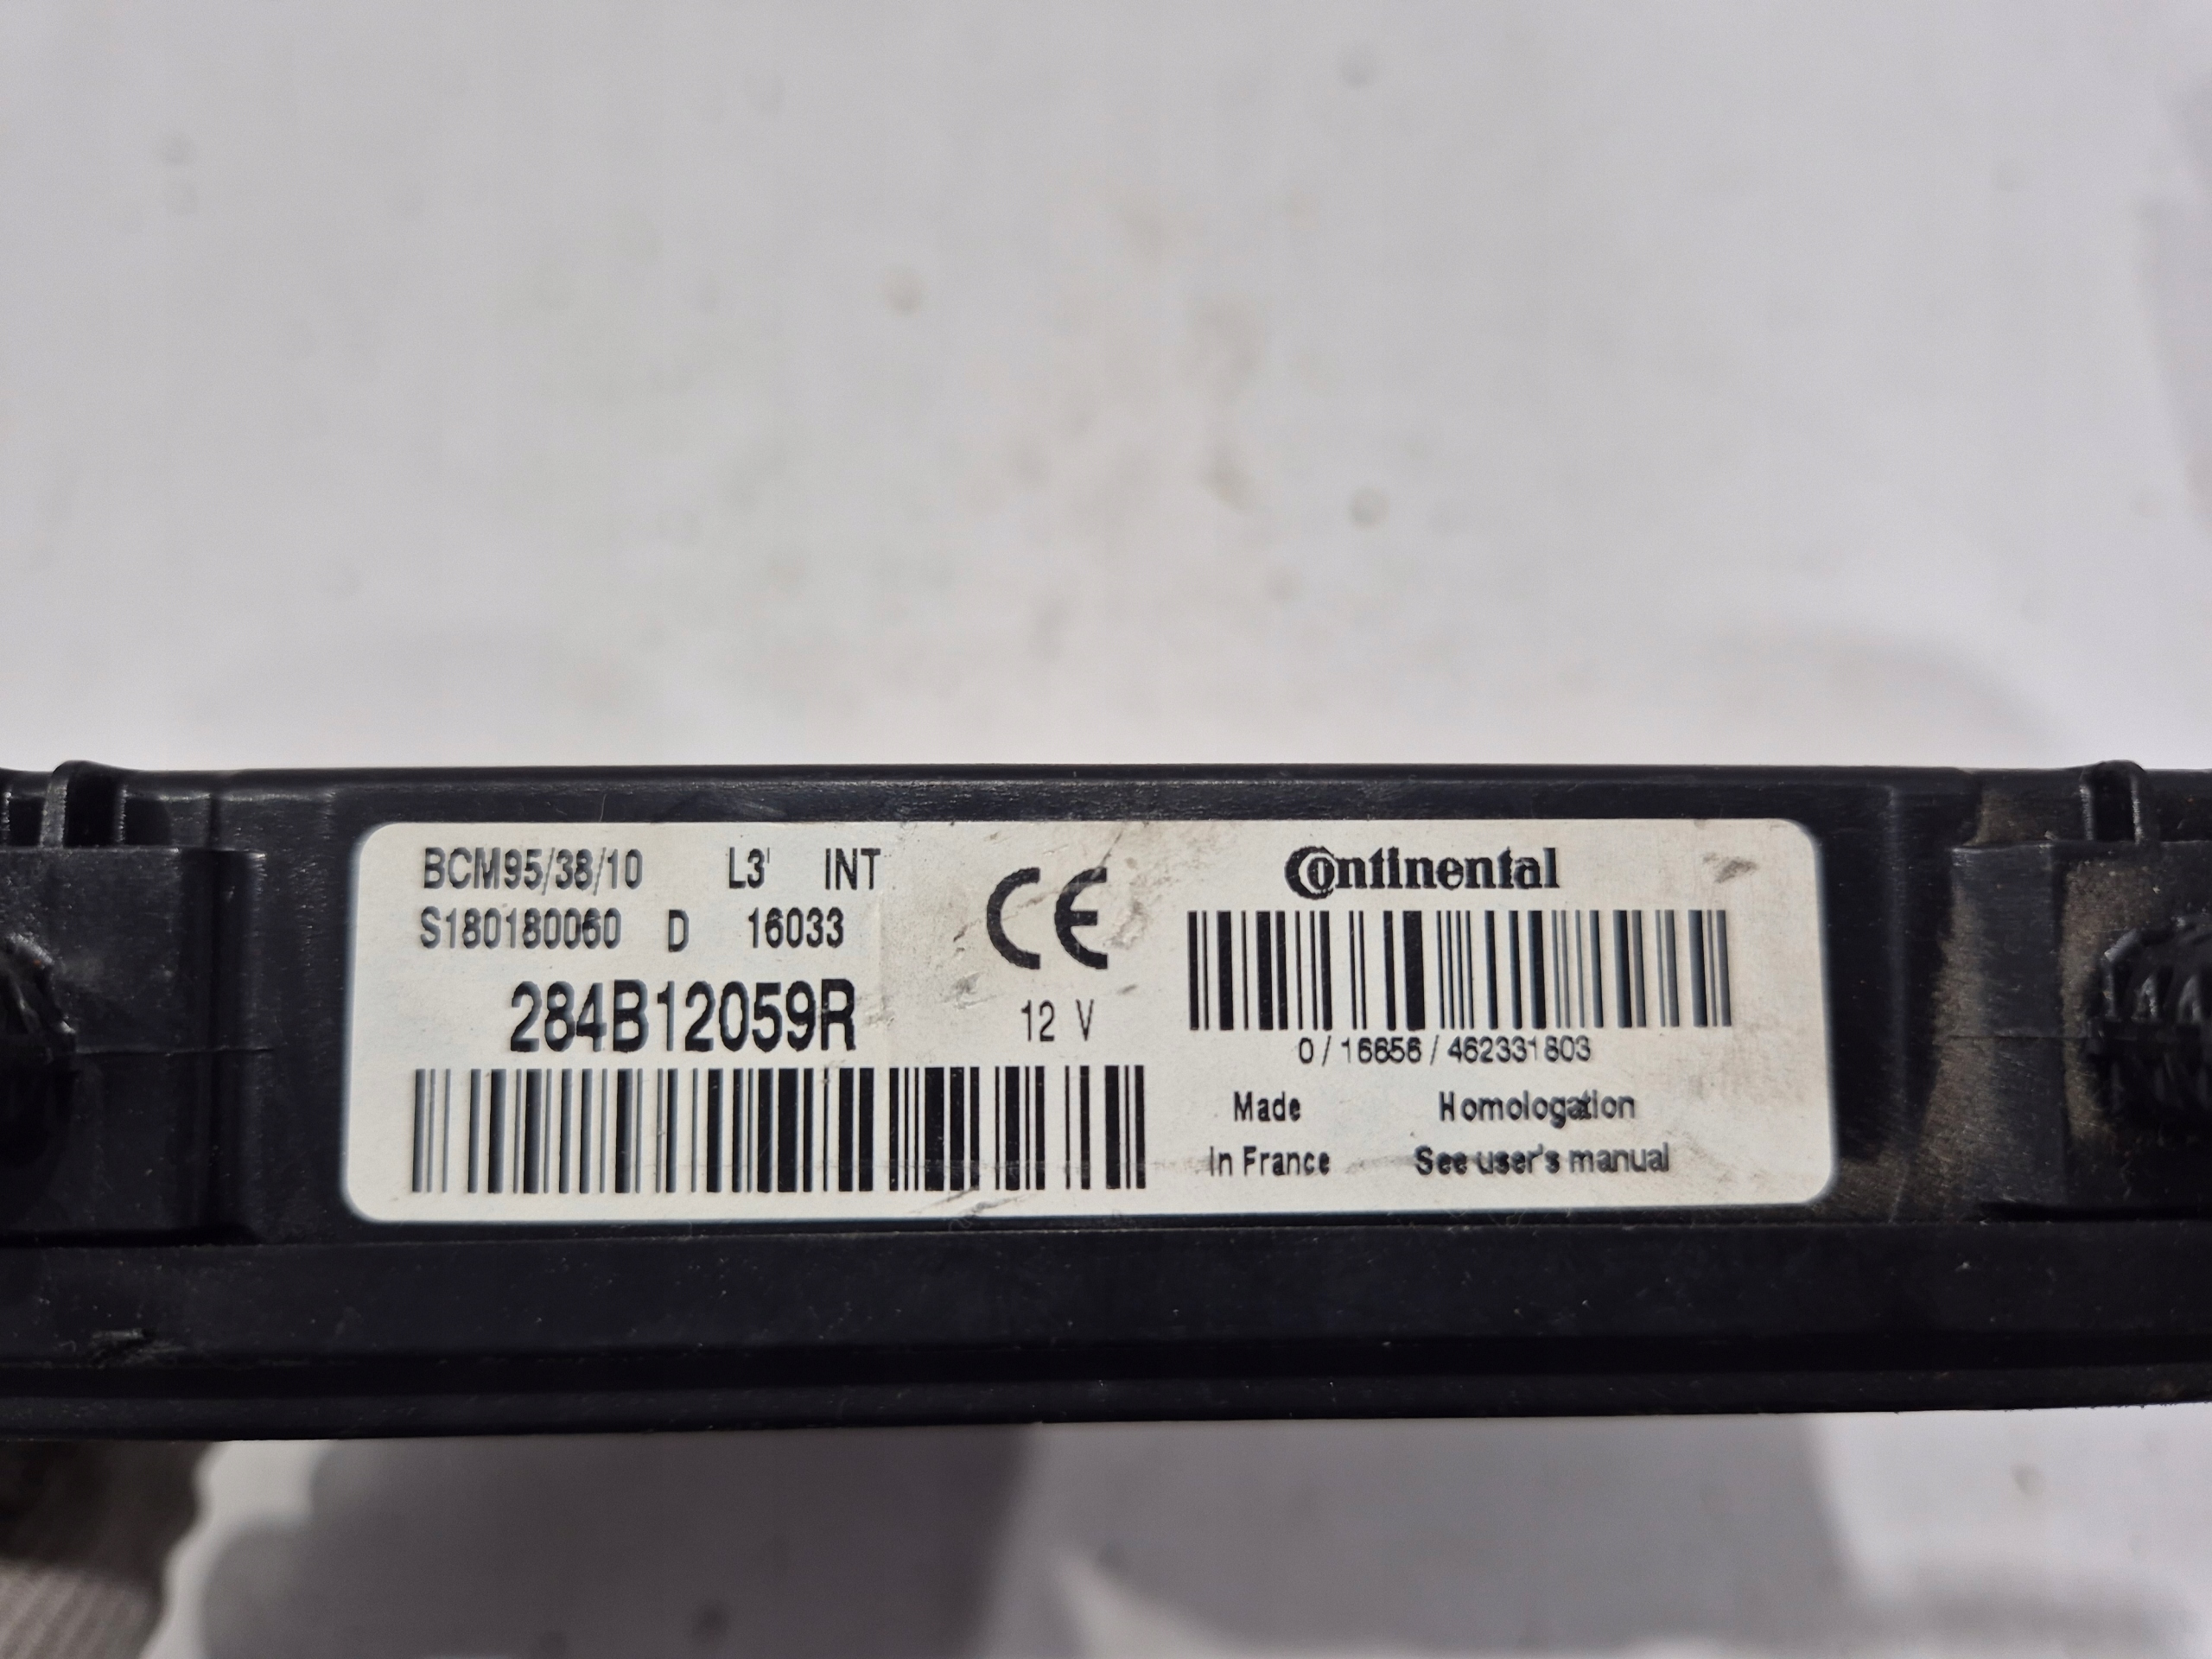 BCM95/38/10 L3' INT
S180180060 D 16033
284B12059R
CE
12 V
Continental
0/16656/462331803
Made
in France
Homologation
See user's manual